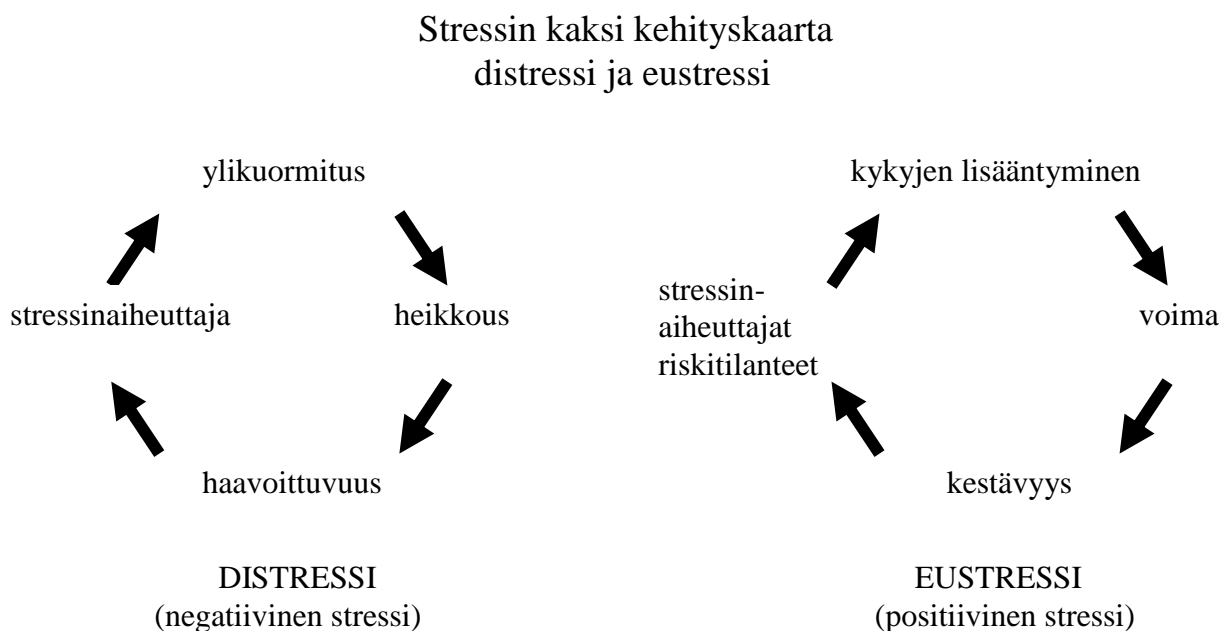 Stressin kaksi kehityskaarta
distressi ja eustressi
ylikuormitus
stressinaiheuttaja
heikkous
haavoittuvuus
DISTRESSI
(negatiivinen stressi)
kykyjen lisääntyminen
stressin-
aiheuttajat
riskitilanteet
voima
kestävyys
EUSTRESSI
(positiivinen stressi)